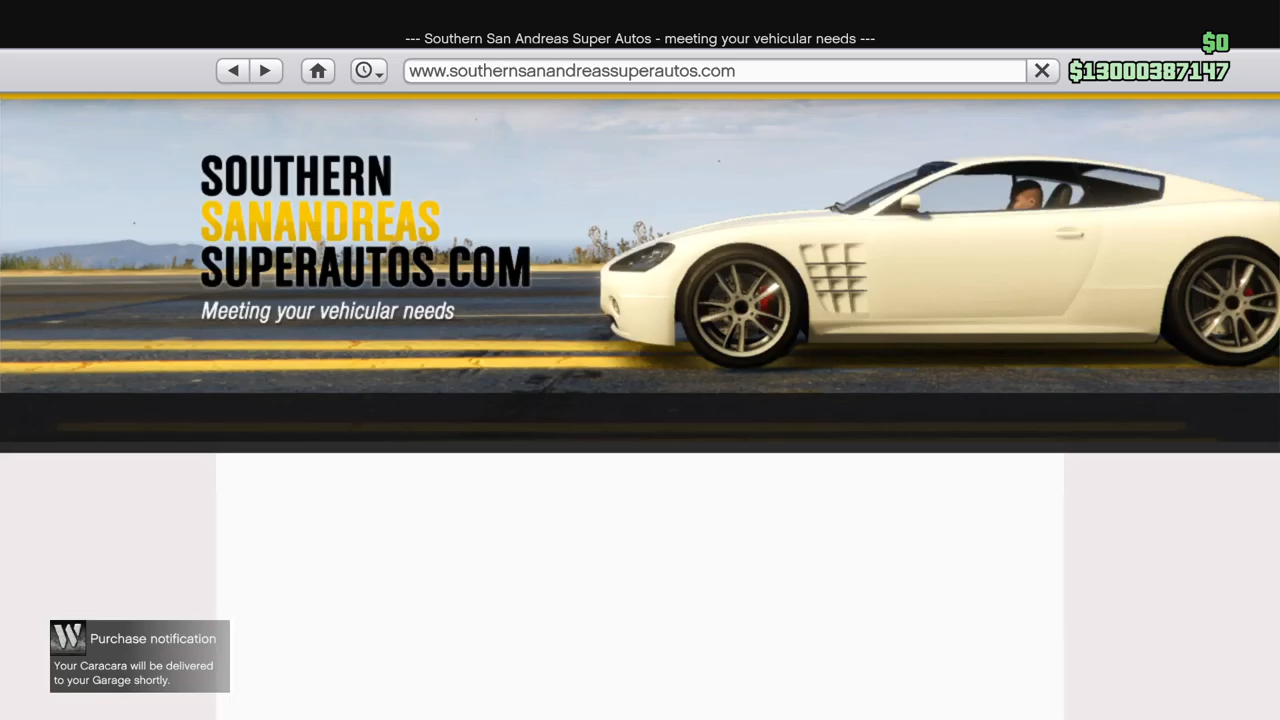 --- Southern San Andreas Super Autos - meeting your vehicular needs ---
$0
www.southernsanandreassuperautos.com
$13000387147
SOUTHERN
SANANDREAS
SUPERAUTOS.COM
Meeting your vehicular needs
W Purchase notification
Your Caracara will be delivered
to your Garage shortly.